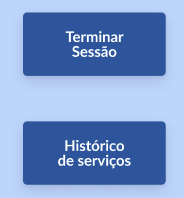 Terminar
Sessão
Histórico
de serviços